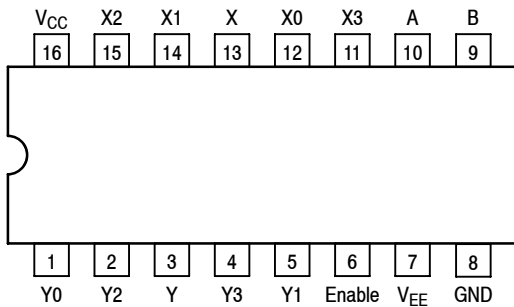 VCC X2 X1 X X0 X3 A B
16 15 14 13 12 11 10 9
1 2 3 4 5 6 7 8
Y0 Y2 Y Y3 Y1 Enable VEE GND